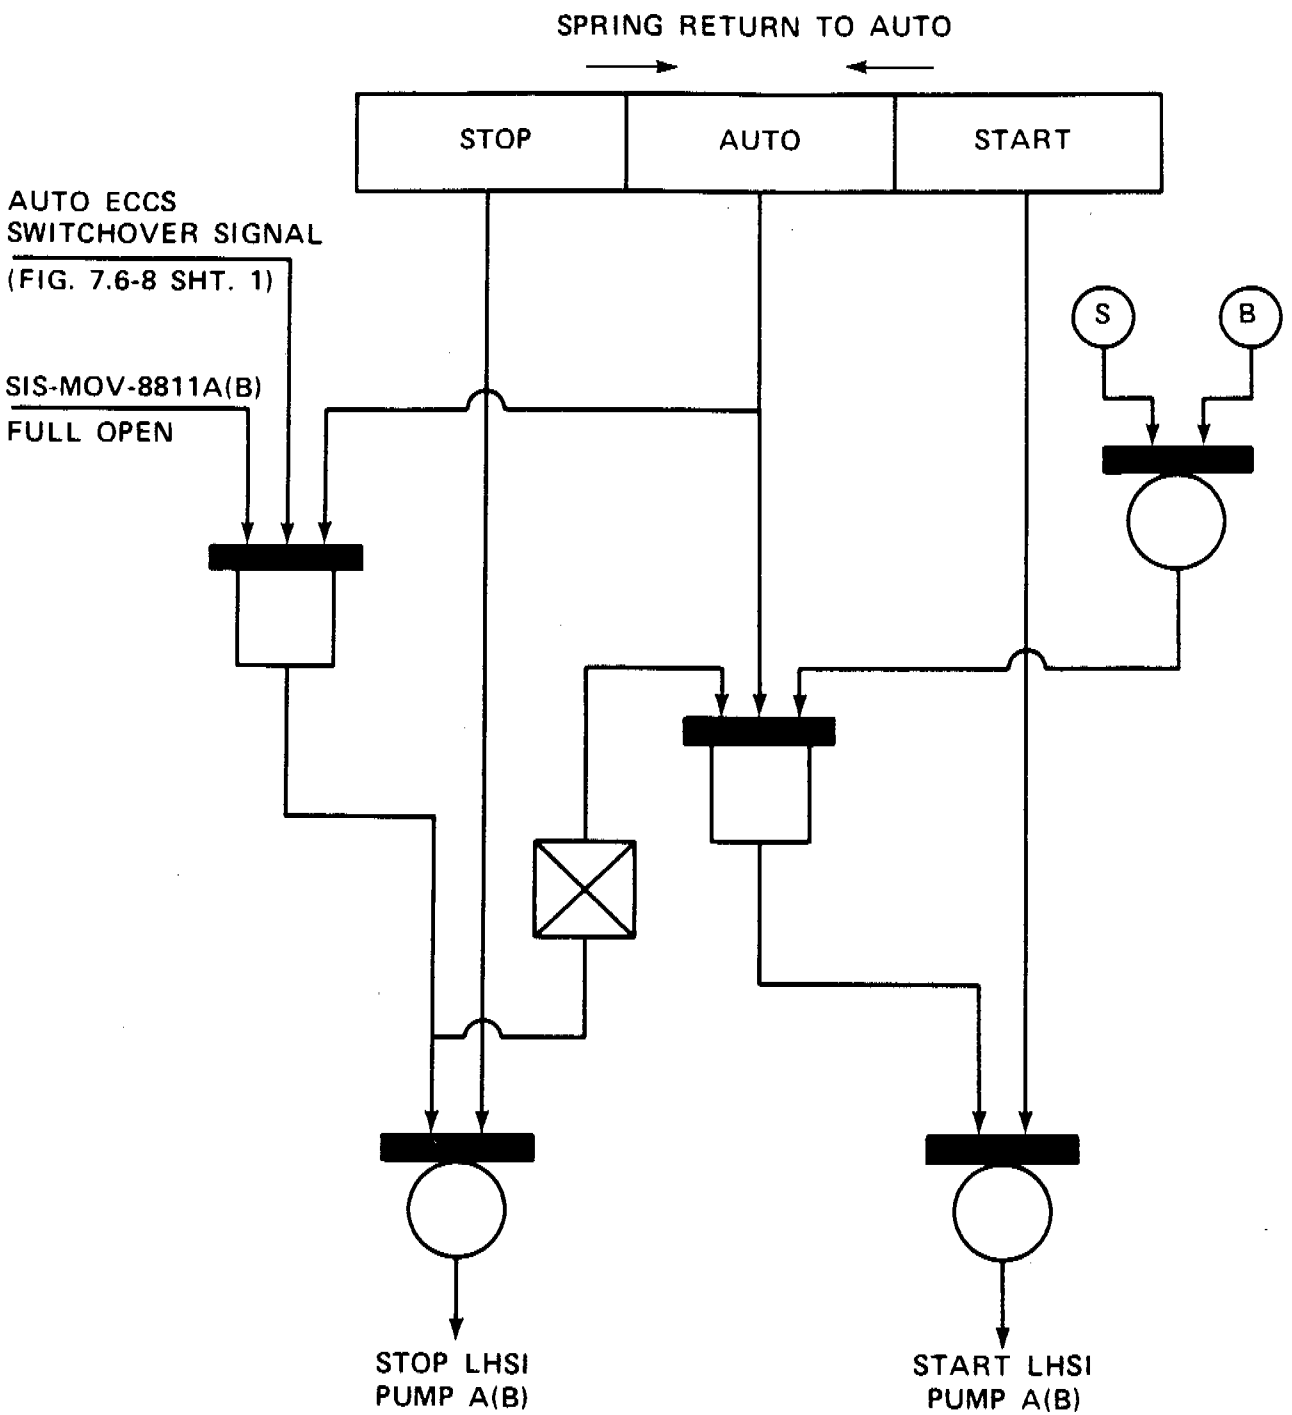 SPRING RETURN TO AUTO
STOP
AUTO
START
AUTO ECCS
SWITCHOVER SIGNAL
(FIG. 7.6-8 SHT. 1)
S
B
SIS-MOV-8811A(B)
FULL OPEN
STOP LHSI
PUMP A(B)
START LHSI
PUMP A(B)